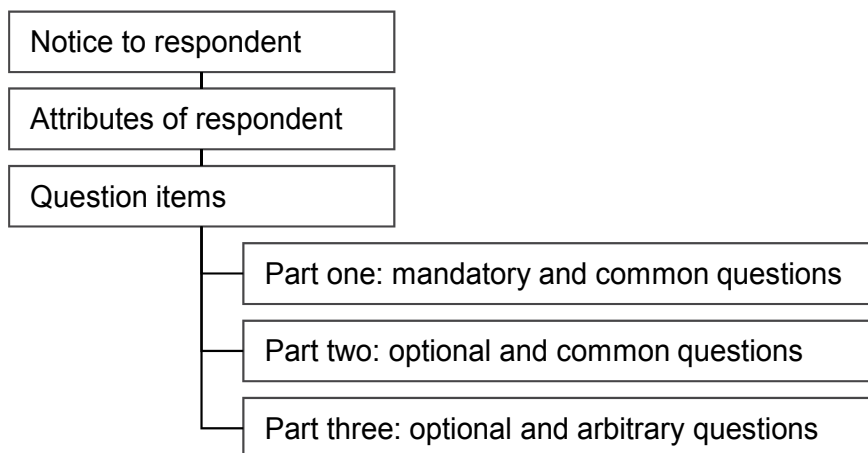 Notice to respondent
Attributes of respondent
Question items
Part one: mandatory and common questions
Part two: optional and common questions
Part three: optional and arbitrary questions